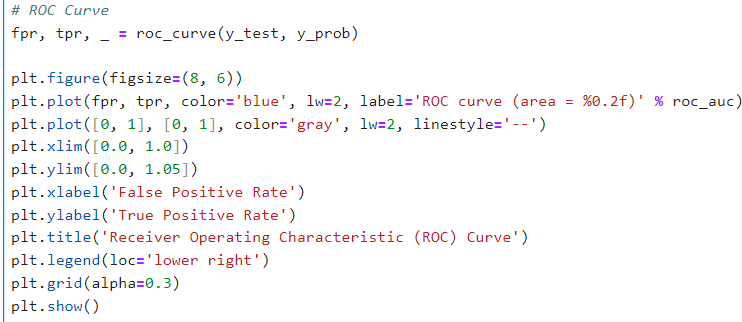 # ROC Curve
fpr, tpr, _ = roc_curve(y_test, y_prob)
plt.figure(figsize=(8, 6))
plt.plot(fpr, tpr, color='blue', lw=2, label='ROC curve (area = %0.2f)' % roc_auc)
plt.plot([0, 1], [0, 1], color='gray', lw=2, linestyle='--')
plt.xlim([0.0, 1.0])
plt.ylim([0.0, 1.05])
plt.xlabel('False Positive Rate')
plt.ylabel('True Positive Rate')
plt.title('Receiver Operating Characteristic (ROC) Curve')
plt.legend(loc='lower right')
plt.grid(alpha=0.3)
plt.show()